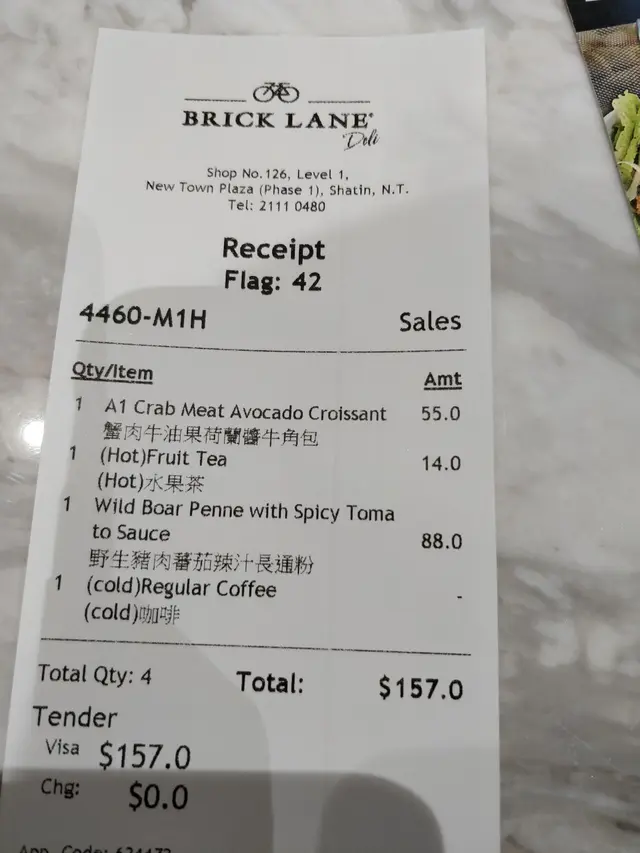 BRICK LANE®
Deli
Shop No.126, Level 1,
New Town Plaza (Phase 1), Shatin, N.T.
Tel: 2111 0480
Receipt
Flag: 42
4460-M1H Sales
Qty/Item Amt
1 A1 Crab Meat Avocado Croissant 55.0
蟹肉牛油果荷蘭醬牛角包
1 (Hot)Fruit Tea 14.0
(Hot)水果茶
1 Wild Boar Penne with Spicy Toma
to Sauce 88.0
野生豬肉蕃茄辣汁長通粉
1 (cold)Regular Coffee -
(cold)咖啡
Total Qty: 4 Total: $157.0
Tender
Visa $157.0
Chg: $0.0
App. Code: